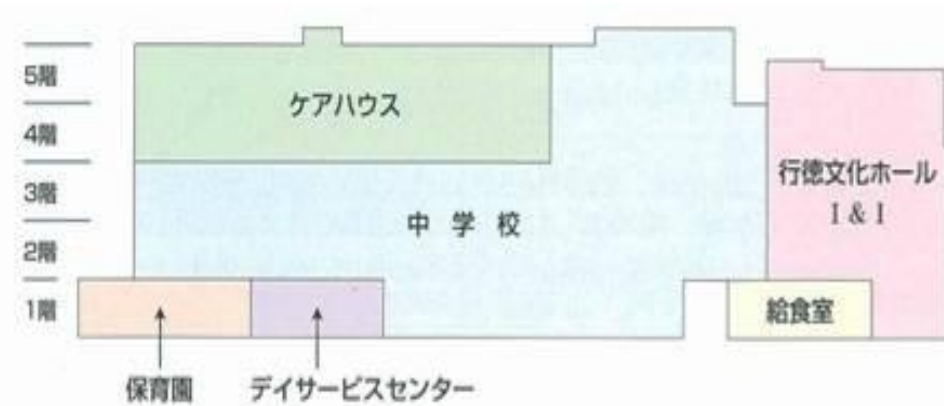 5階
4階
3階
2階
1階
ケアハウス
中学校
行徳文化ホール
I & I
給食室
保育園
デイサービスセンター